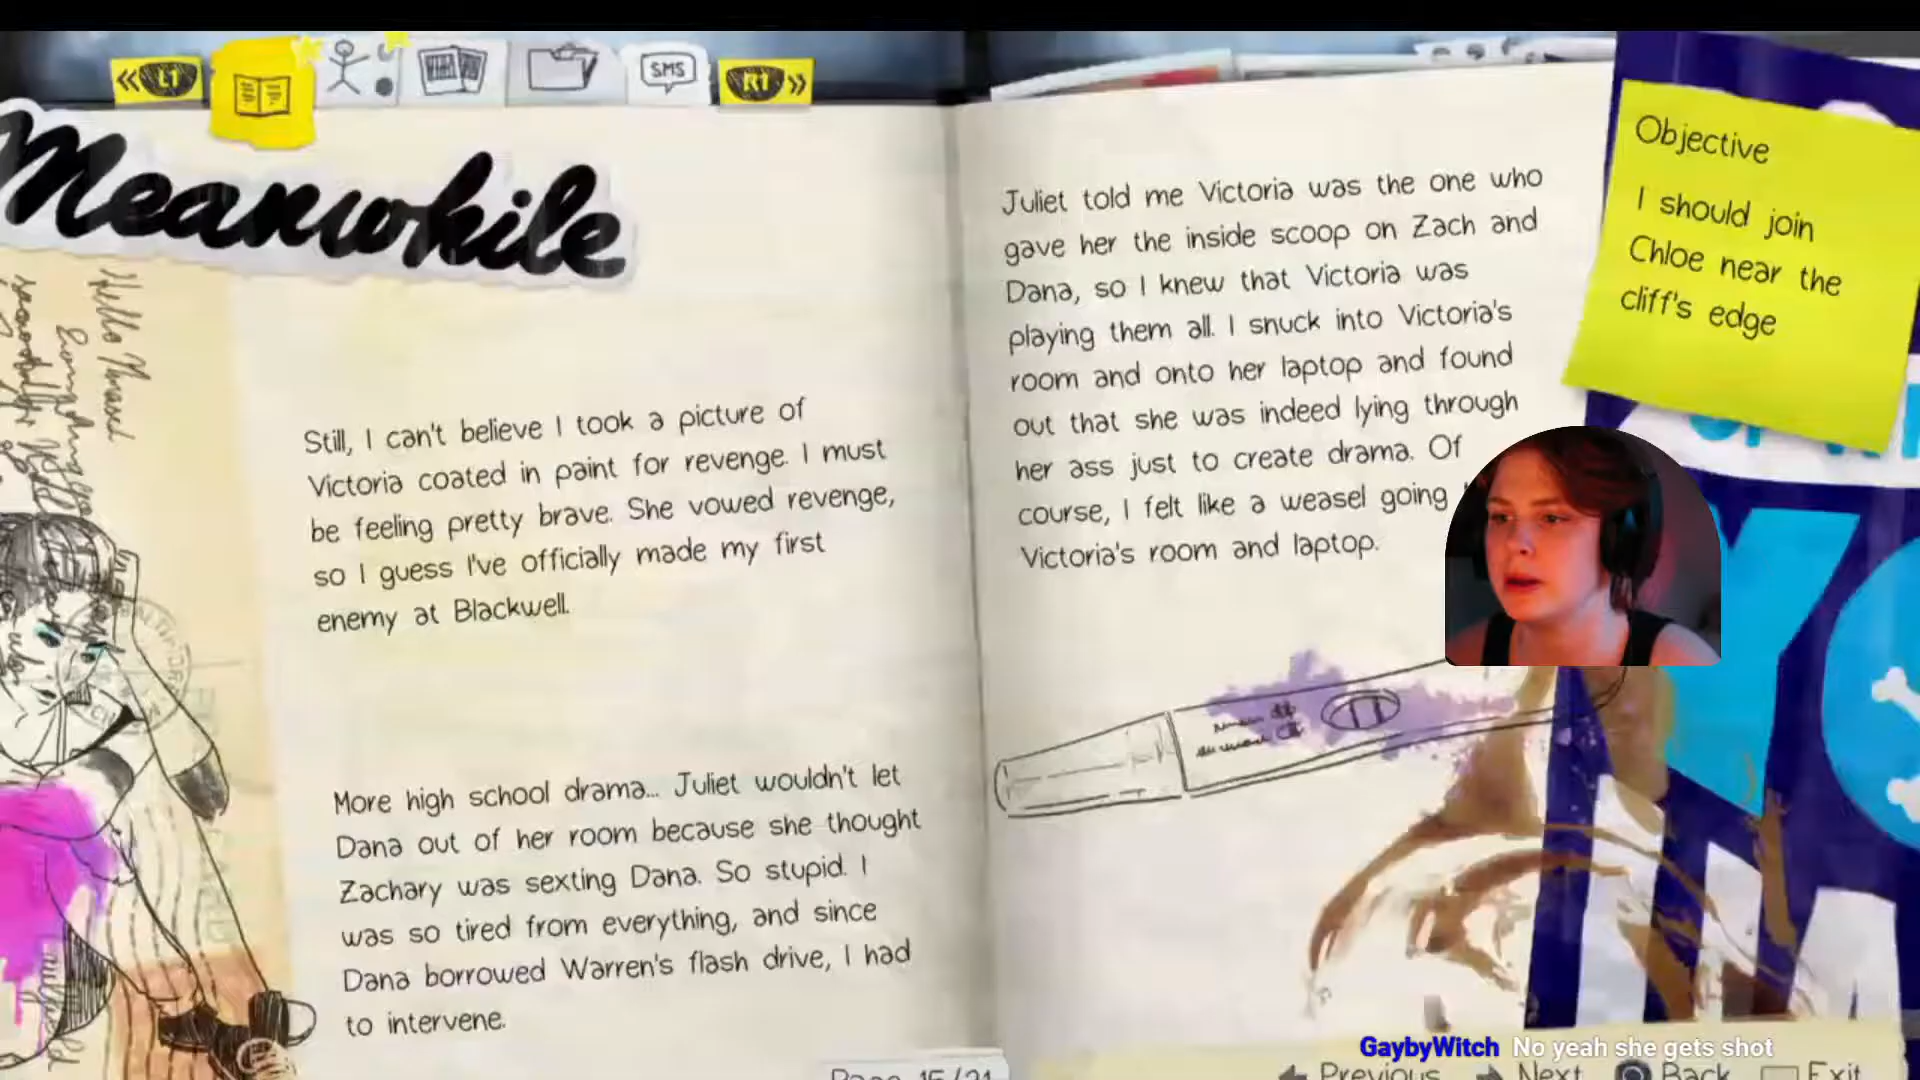 L1
SMS
R1
Meanwhile
Still, I can't believe I took a picture of
Victoria coated in paint for revenge. I must
be feeling pretty brave. She vowed revenge,
so I guess I've officially made my first
enemy at Blackwell.
More high school drama... Juliet wouldn't let
Dana out of her room because she thought
Zachary was sexting Dana. So stupid. I
was so tired from everything, and since
Dana borrowed Warren's flash drive, I had
to intervene.
Juliet told me Victoria was the one who
gave her the inside scoop on Zach and
Dana, so I knew that Victoria was
playing them all. I snuck into Victoria's
room and onto her laptop and found
out that she was indeed lying through
her ass just to create drama. Of
course, I felt like a weasel going
Victoria's room and laptop.
Objective
I should join
Chloe near the
cliff's edge
GaybyWitch No yeah she gets shot
Page 15/21
Previous Next Back Exit